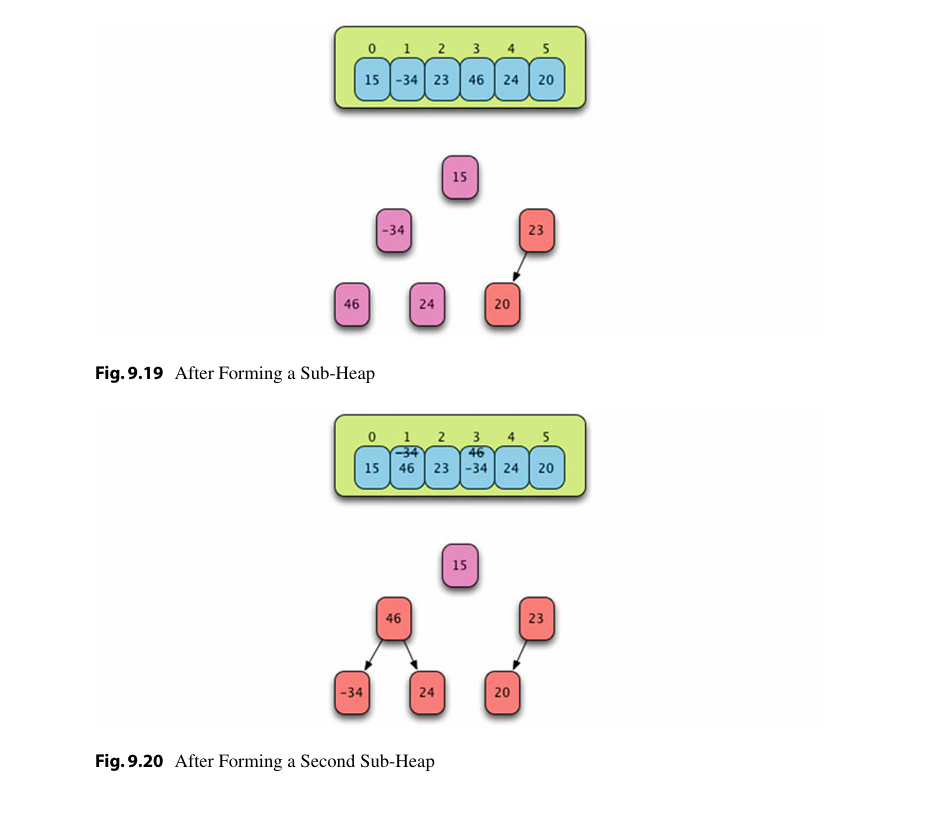 0 1 2 3 4 5
15 -34 23 46 24 20
15
-34 23
46 24 20
Fig. 9.19 After Forming a Sub-Heap
0 1 2 3 4 5
-34 46
15 46 23 -34 24 20
15
46 23
-34 24 20
Fig. 9.20 After Forming a Second Sub-Heap